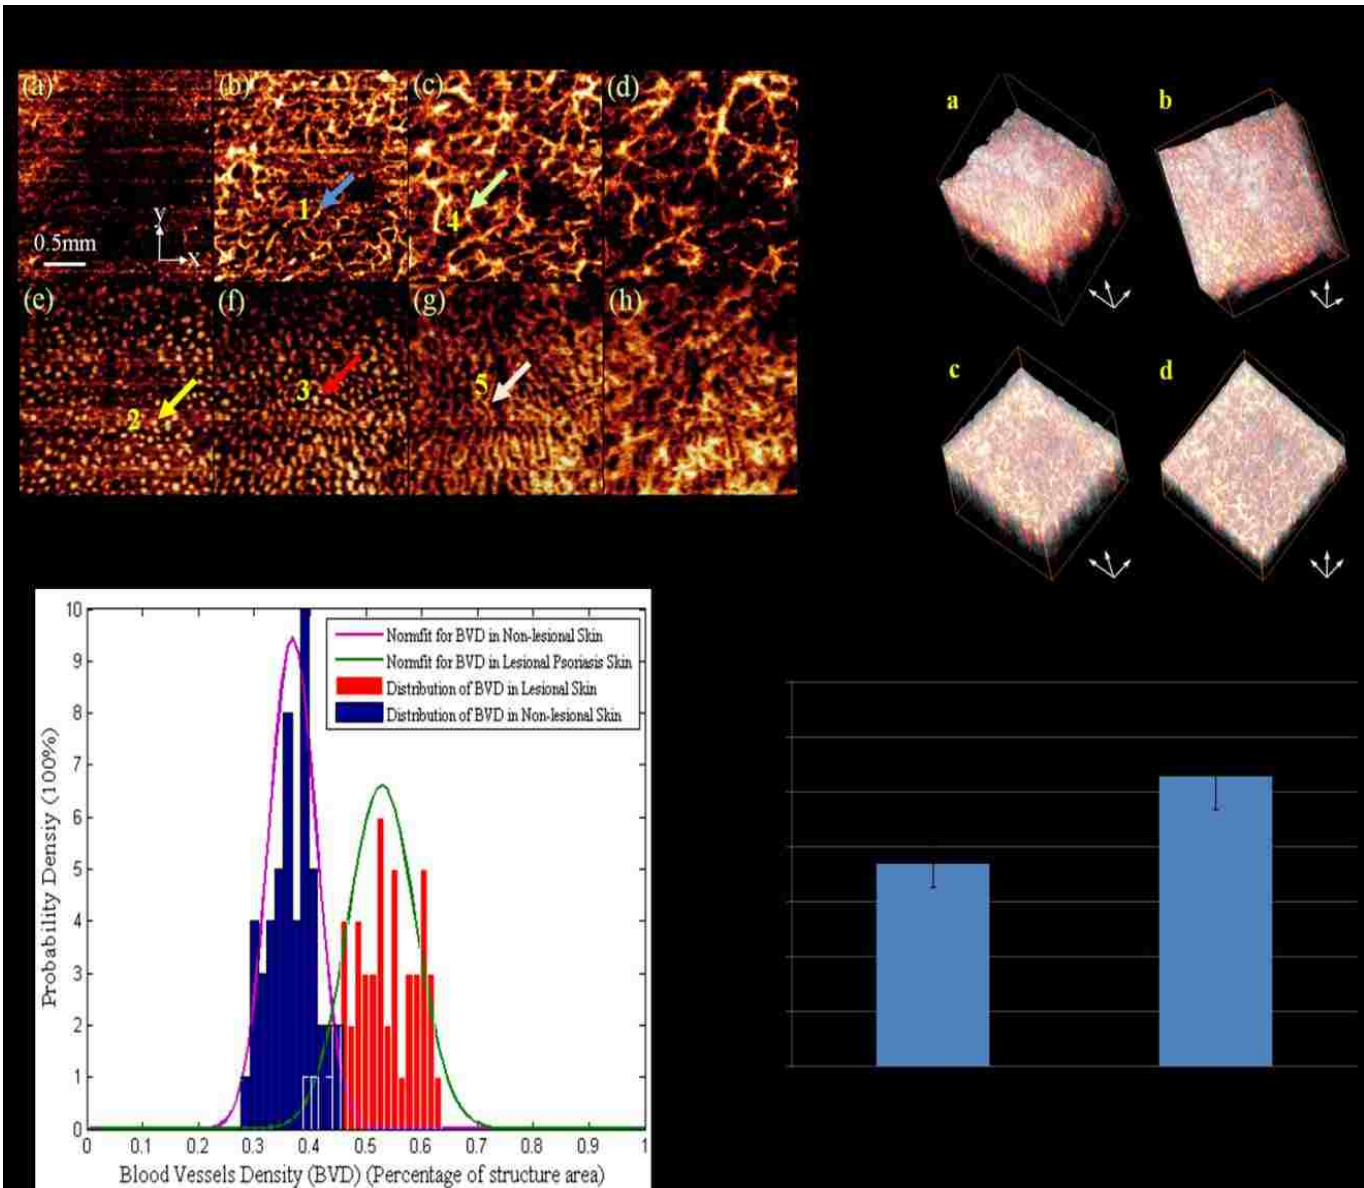 (a) (b) (c) (d)
1 4
y
0.5mm x
(e) (f) (g) (h)
2 3 5
a b
c d
10
9
8
7
6
5
4
3
2
1
0
Probability Densiy (100%)
Normfit for BVD in Non-lesional Skin
Normfit for BVD in Lesional Psoriasis Skin
Distribution of BVD in Lesional Skin
Distribution of BVD in Non-lesional Skin
0 0.1 0.2 0.3 0.4 0.5 0.6 0.7 0.8 0.9 1
Blood Vessels Density (BVD) (Percentage of structure area)